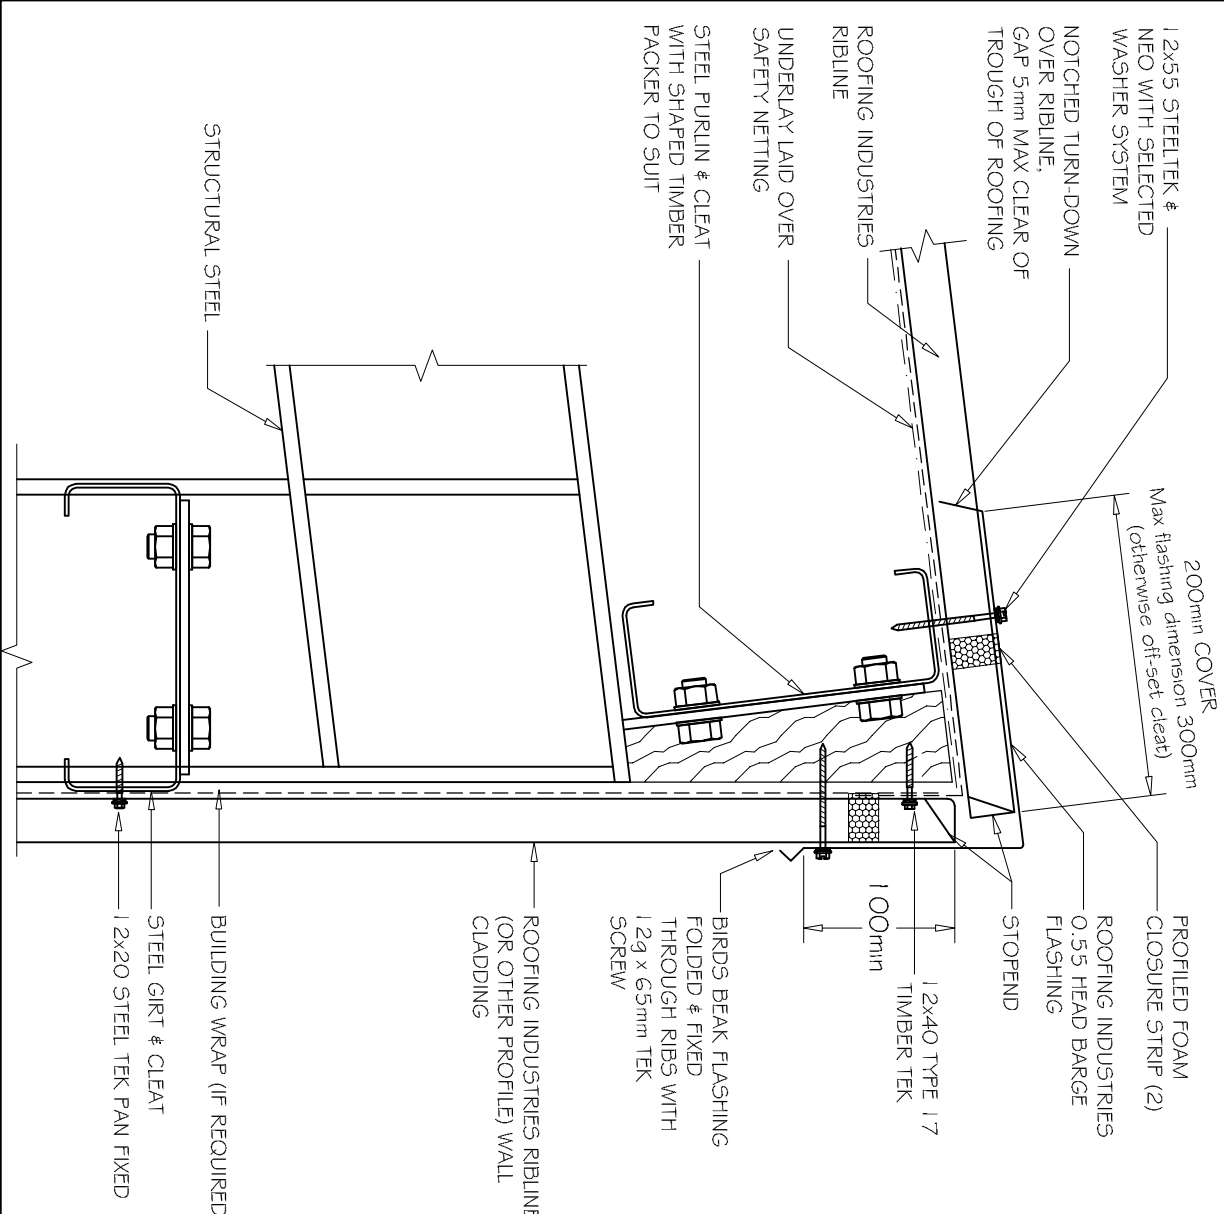 12x55 STEELTEK &
NEO WITH SELECTED
WASHER SYSTEM
NOTCHED TURN-DOWN
OVER RIBLINE,
GAP 5mm MAX CLEAR OF
TROUGH OF ROOFING
ROOFING INDUSTRIES
RIBLINE
UNDERLAY LAID OVER
SAFETY NETTING
STEEL PURLIN & CLEAT
WITH SHAPED TIMBER
PACKER TO SUIT
STRUCTURAL STEEL
200min COVER
Max flashing dimension 300mm
(otherwise off-set cleat)
PROFILED FOAM
CLOSURE STRIP (2)
ROOFING INDUSTRIES
0.55 HEAD BARGE
FLASHING
STOPEND
100min
12x40 TYPE 17
TIMBER TEK
BIRDS BEAK FLASHING
FOLDED & FIXED
THROUGH RIBS WITH
12g x 65mm TEK
SCREW
ROOFING INDUSTRIES RIBLINE
(OR OTHER PROFILE) WALL
CLADDING
BUILDING WRAP (IF REQUIRED
STEEL GIRT & CLEAT
12x20 STEEL TEK PAN FIXED